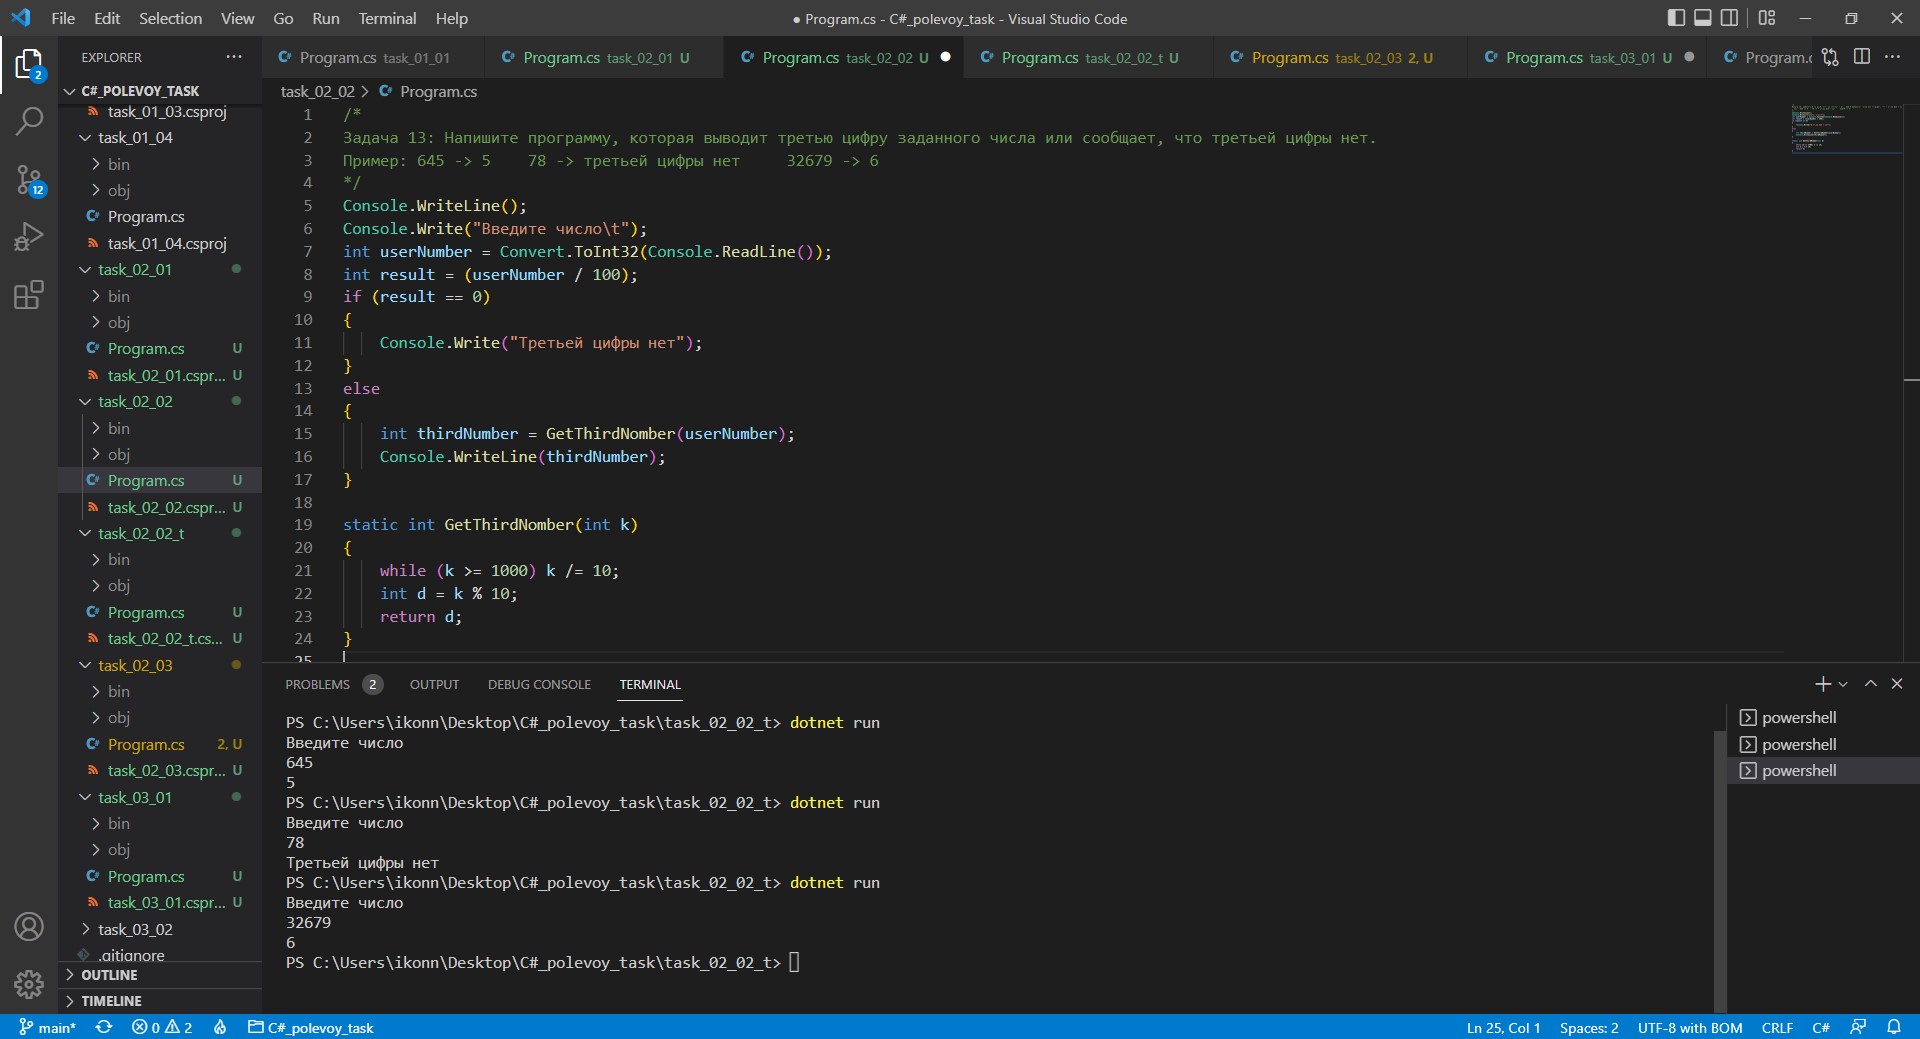 File Edit Selection View Go Run Terminal Help
● Program.cs - C#_polevoy_task - Visual Studio Code
EXPLORER ...
Program.cs task_01_01
Program.cs task_02_01 U
Program.cs task_02_02 U ●
Program.cs task_02_02_t U
Program.cs task_02_03 2, U
Program.cs task_03_01 U ●
Program.c
2
12
C#_POLEVOY_TASK
task_01_03.csproj
task_01_04
bin
obj
Program.cs
task_01_04.csproj
task_02_01
bin
obj
Program.cs U
task_02_01.cspr... U
task_02_02
bin
obj
Program.cs U
task_02_02.cspr... U
task_02_02_t
bin
obj
Program.cs U
task_02_02_t.cs... U
task_02_03
bin
obj
Program.cs 2, U
task_02_03.cspr... U
task_03_01
bin
obj
Program.cs U
task_03_01.cspr... U
task_03_02
.gitignore
OUTLINE
TIMELINE
task_02_02 > Program.cs
1 /*
2 Задача 13: Напишите программу, которая выводит третью цифру заданного числа или сообщает, что третьей цифры нет.
3 Пример: 645 -> 5    78 -> третьей цифры нет     32679 -> 6
4 */
5 Console.WriteLine();
6 Console.Write("Введите число\t");
7 int userNumber = Convert.ToInt32(Console.ReadLine());
8 int result = (userNumber / 100);
9 if (result == 0)
10 {
11     Console.Write("Третьей цифры нет");
12 }
13 else
14 {
15     int thirdNumber = GetThirdNomber(userNumber);
16     Console.WriteLine(thirdNumber);
17 }
18
19 static int GetThirdNomber(int k)
20 {
21     while (k >= 1000) k /= 10;
22     int d = k % 10;
23     return d;
24 }
25
PROBLEMS 2 OUTPUT DEBUG CONSOLE TERMINAL
PS C:\Users\ikonn\Desktop\C#_polevoy_task\task_02_02_t> dotnet run
Введите число
645
5
PS C:\Users\ikonn\Desktop\C#_polevoy_task\task_02_02_t> dotnet run
Введите число
78
Третьей цифры нет
PS C:\Users\ikonn\Desktop\C#_polevoy_task\task_02_02_t> dotnet run
Введите число
32679
6
PS C:\Users\ikonn\Desktop\C#_polevoy_task\task_02_02_t>
powershell
powershell
powershell
main* 0 2 C#_polevoy_task
Ln 25, Col 1 Spaces: 2 UTF-8 with BOM CRLF C#